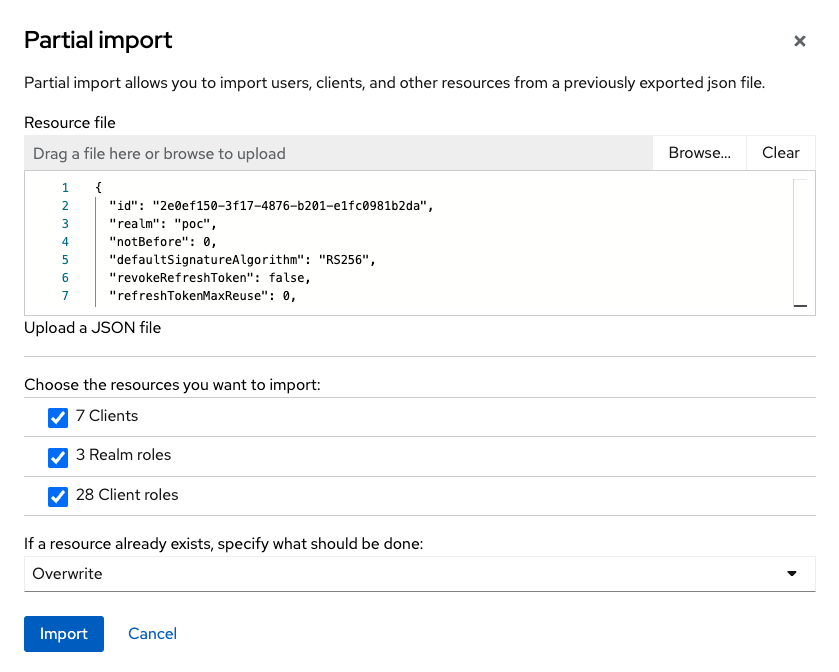 Partial import
Partial import allows you to import users, clients, and other resources from a previously exported json file.
Resource file
Drag a file here or browse to upload Browse... Clear
1 {
2 "id": "2e0ef150-3f17-4876-b201-e1fc0981b2da",
3 "realm": "poc",
4 "notBefore": 0,
5 "defaultSignatureAlgorithm": "RS256",
6 "revokeRefreshToken": false,
7 "refreshTokenMaxReuse": 0,
Upload a JSON file
Choose the resources you want to import:
7 Clients
3 Realm roles
28 Client roles
If a resource already exists, specify what should be done:
Overwrite
Import Cancel